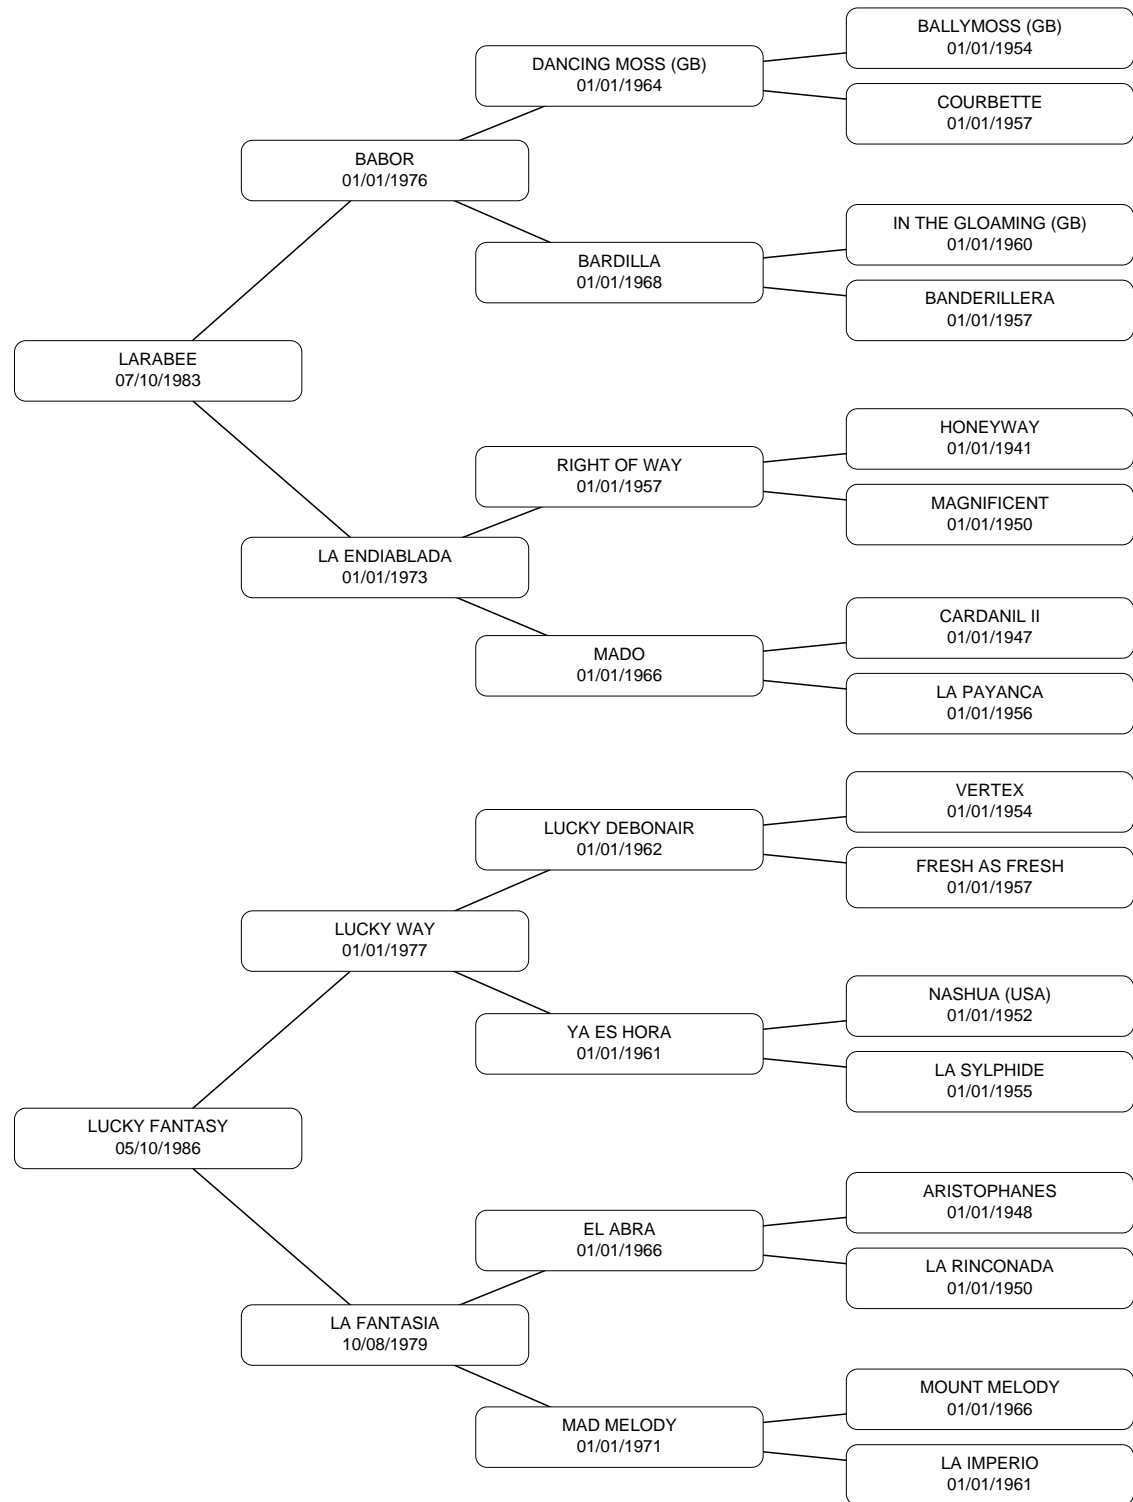 BALLYMOSS (GB)
01/01/1954
DANCING MOSS (GB)
01/01/1964
COURBETTE
01/01/1957
BABOR
01/01/1976
IN THE GLOAMING (GB)
01/01/1960
BARDILLA
01/01/1968
BANDERILLERA
01/01/1957
LARABEE
07/10/1983
HONEYWAY
01/01/1941
RIGHT OF WAY
01/01/1957
MAGNIFICENT
01/01/1950
LA ENDIABLADA
01/01/1973
CARDANIL II
01/01/1947
MADO
01/01/1966
LA PAYANCA
01/01/1956
VERTEX
01/01/1954
LUCKY DEBONAIR
01/01/1962
FRESH AS FRESH
01/01/1957
LUCKY WAY
01/01/1977
NASHUA (USA)
01/01/1952
YA ES HORA
01/01/1961
LA SYLPHIDE
01/01/1955
LUCKY FANTASY
05/10/1986
ARISTOPHANES
01/01/1948
EL ABRA
01/01/1966
LA RINCONADA
01/01/1950
LA FANTASIA
10/08/1979
MOUNT MELODY
01/01/1966
MAD MELODY
01/01/1971
LA IMPERIO
01/01/1961